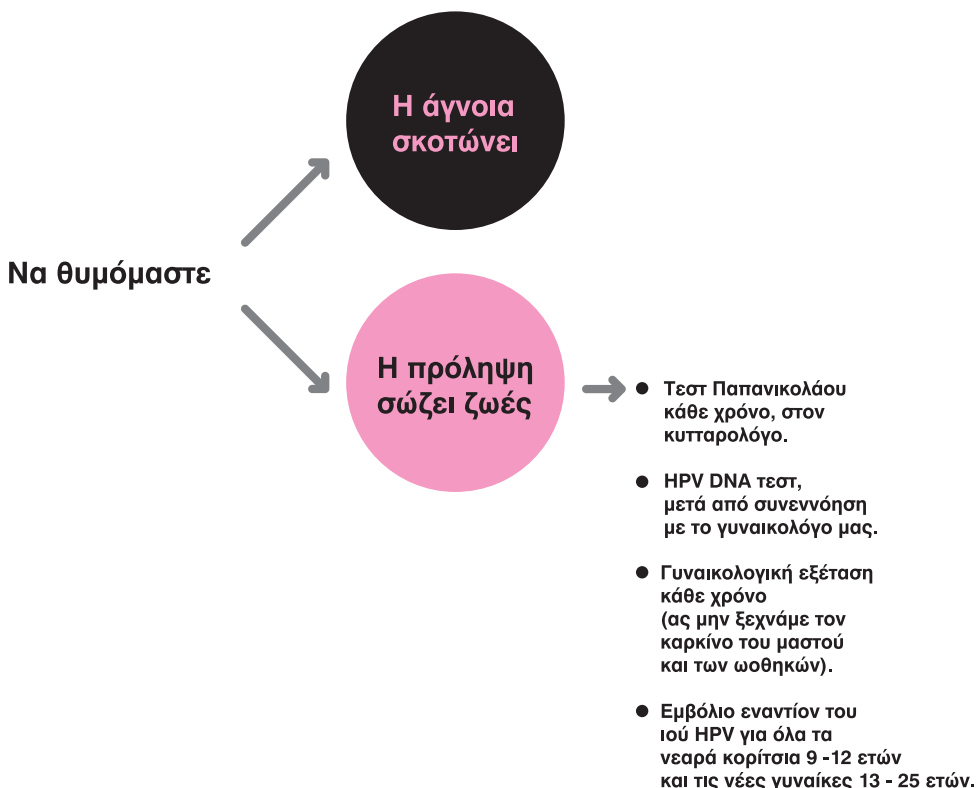 Η άγνοια
σκοτώνει
Να θυμόμαστε
Η πρόληψη
σώζει ζωές
● Τεστ Παπανικολάου
κάθε χρόνο, στον
κυτταρολόγο.
● HPV DNA τεστ,
μετά από συνεννόηση
με το γυναικολόγο μας.
● Γυναικολογική εξέταση
κάθε χρόνο
(ας μην ξεχνάμε τον
καρκίνο του μαστού
και των ωοθηκών).
● Εμβόλιο εναντίον του
ιού HPV για όλα τα
νεαρά κορίτσια 9 -12 ετών
και τις νέες γυναίκες 13 - 25 ετών.